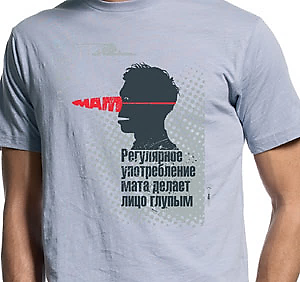 МАТ
Регулярное
употребление
мата делает
лицо глупым